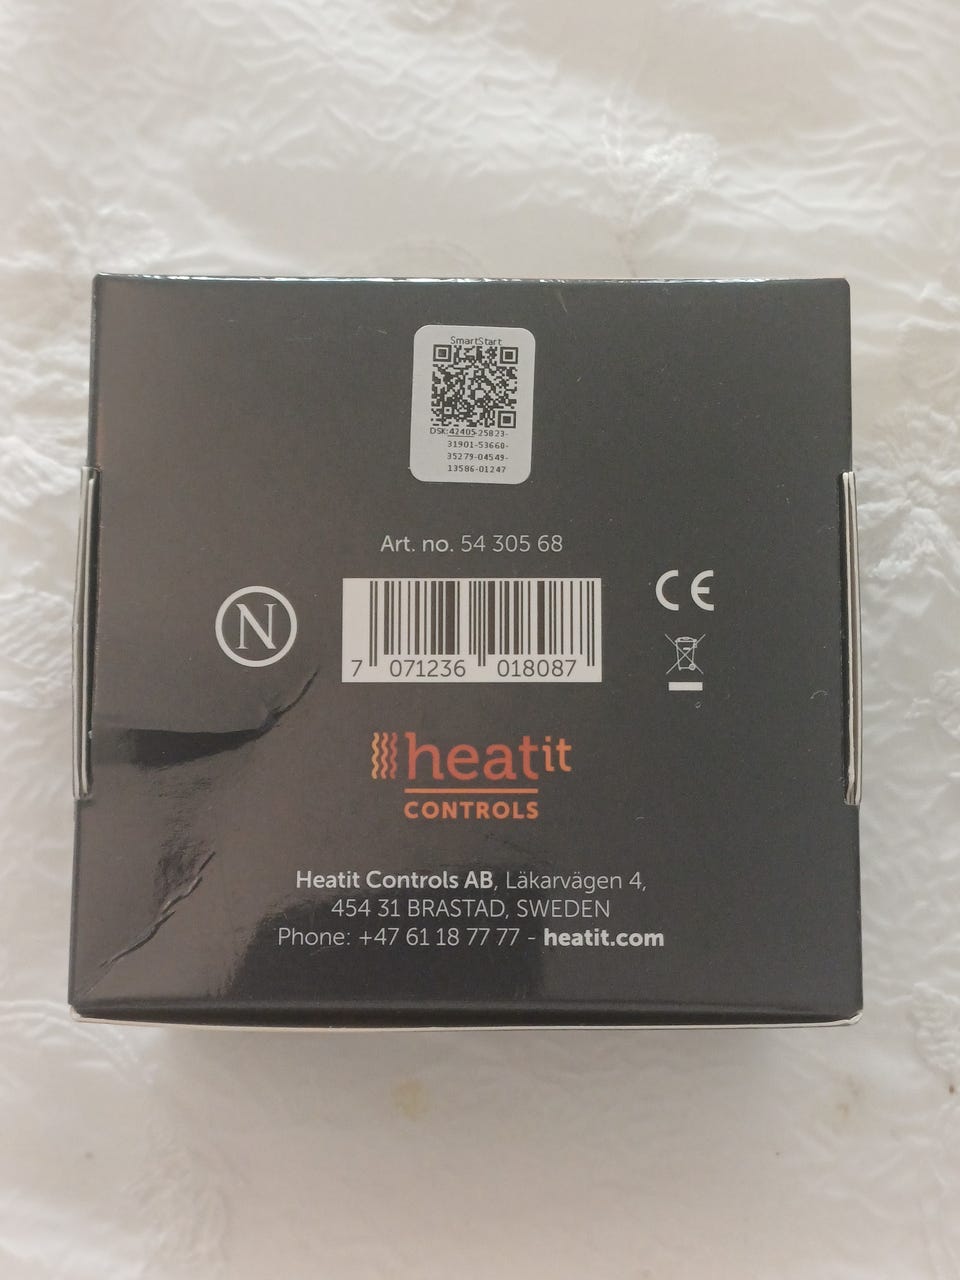 SmartStart
DSK:42405-25823-
31901-53660-
35279-04549-
13586-01247
Art. no. 54 305 68
N
CE
7 071236 018087
heatit
CONTROLS
Heatit Controls AB, Läkarvägen 4,
454 31 BRASTAD, SWEDEN
Phone: +47 61 18 77 77 - heatit.com